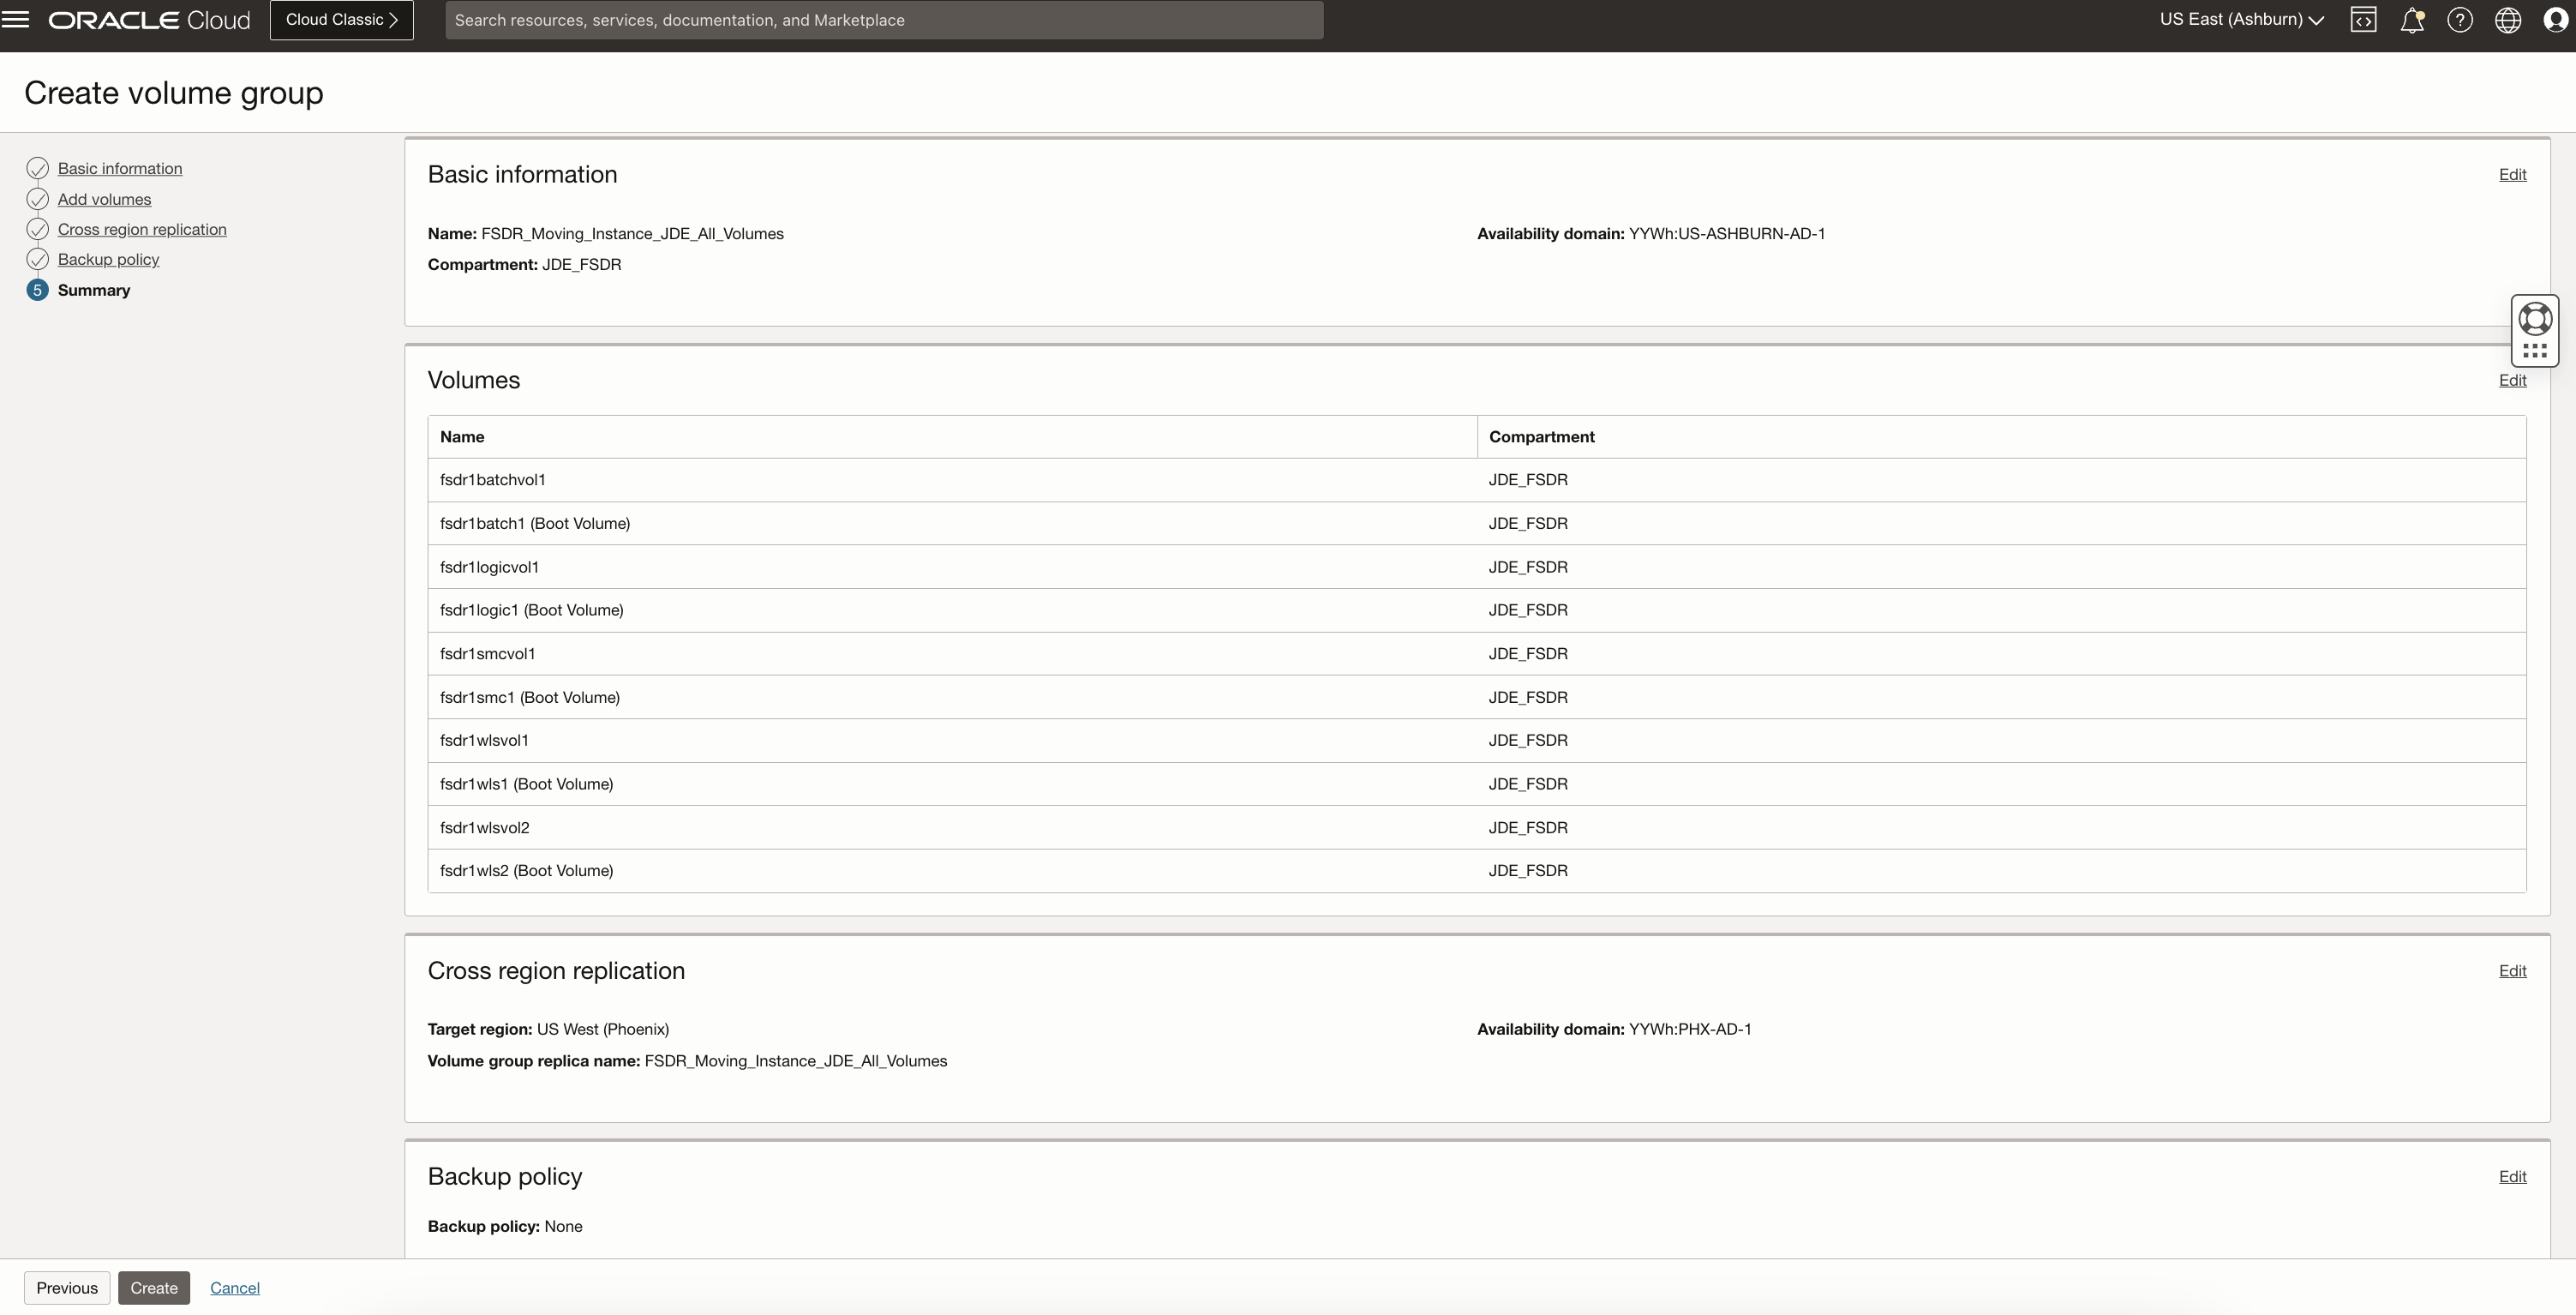 ORACLE Cloud
Cloud Classic
Search resources, services, documentation, and Marketplace
US East (Ashburn)
Create volume group
Basic information
Add volumes
Cross region replication
Backup policy
5 Summary
Basic information
Edit
Name: FSDR_Moving_Instance_JDE_All_Volumes
Availability domain: YYWh:US-ASHBURN-AD-1
Compartment: JDE_FSDR
Volumes
Edit
Name Compartment
fsdr1batchvol1 JDE_FSDR
fsdr1batch1 (Boot Volume) JDE_FSDR
fsdr1logicvol1 JDE_FSDR
fsdr1logic1 (Boot Volume) JDE_FSDR
fsdr1smcvol1 JDE_FSDR
fsdr1smc1 (Boot Volume) JDE_FSDR
fsdr1wlsvol1 JDE_FSDR
fsdr1wls1 (Boot Volume) JDE_FSDR
fsdr1wlsvol2 JDE_FSDR
fsdr1wls2 (Boot Volume) JDE_FSDR
Cross region replication
Edit
Target region: US West (Phoenix)
Availability domain: YYWh:PHX-AD-1
Volume group replica name: FSDR_Moving_Instance_JDE_All_Volumes
Backup policy
Edit
Backup policy: None
Previous
Create
Cancel